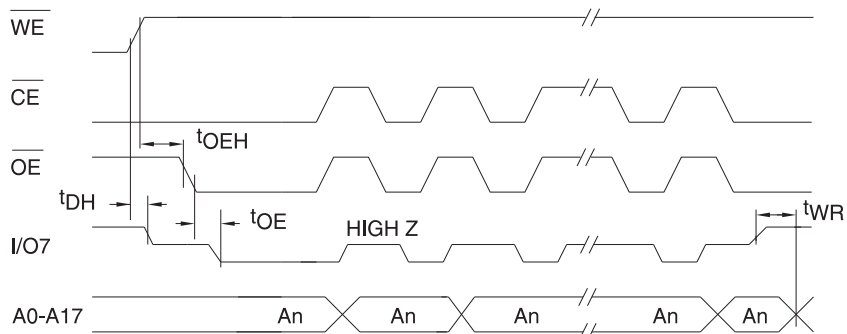 WE
CE
tOEH
OE
tDH
tOE
HIGH Z
tWR
I/O7
A0-A17 An An An An An